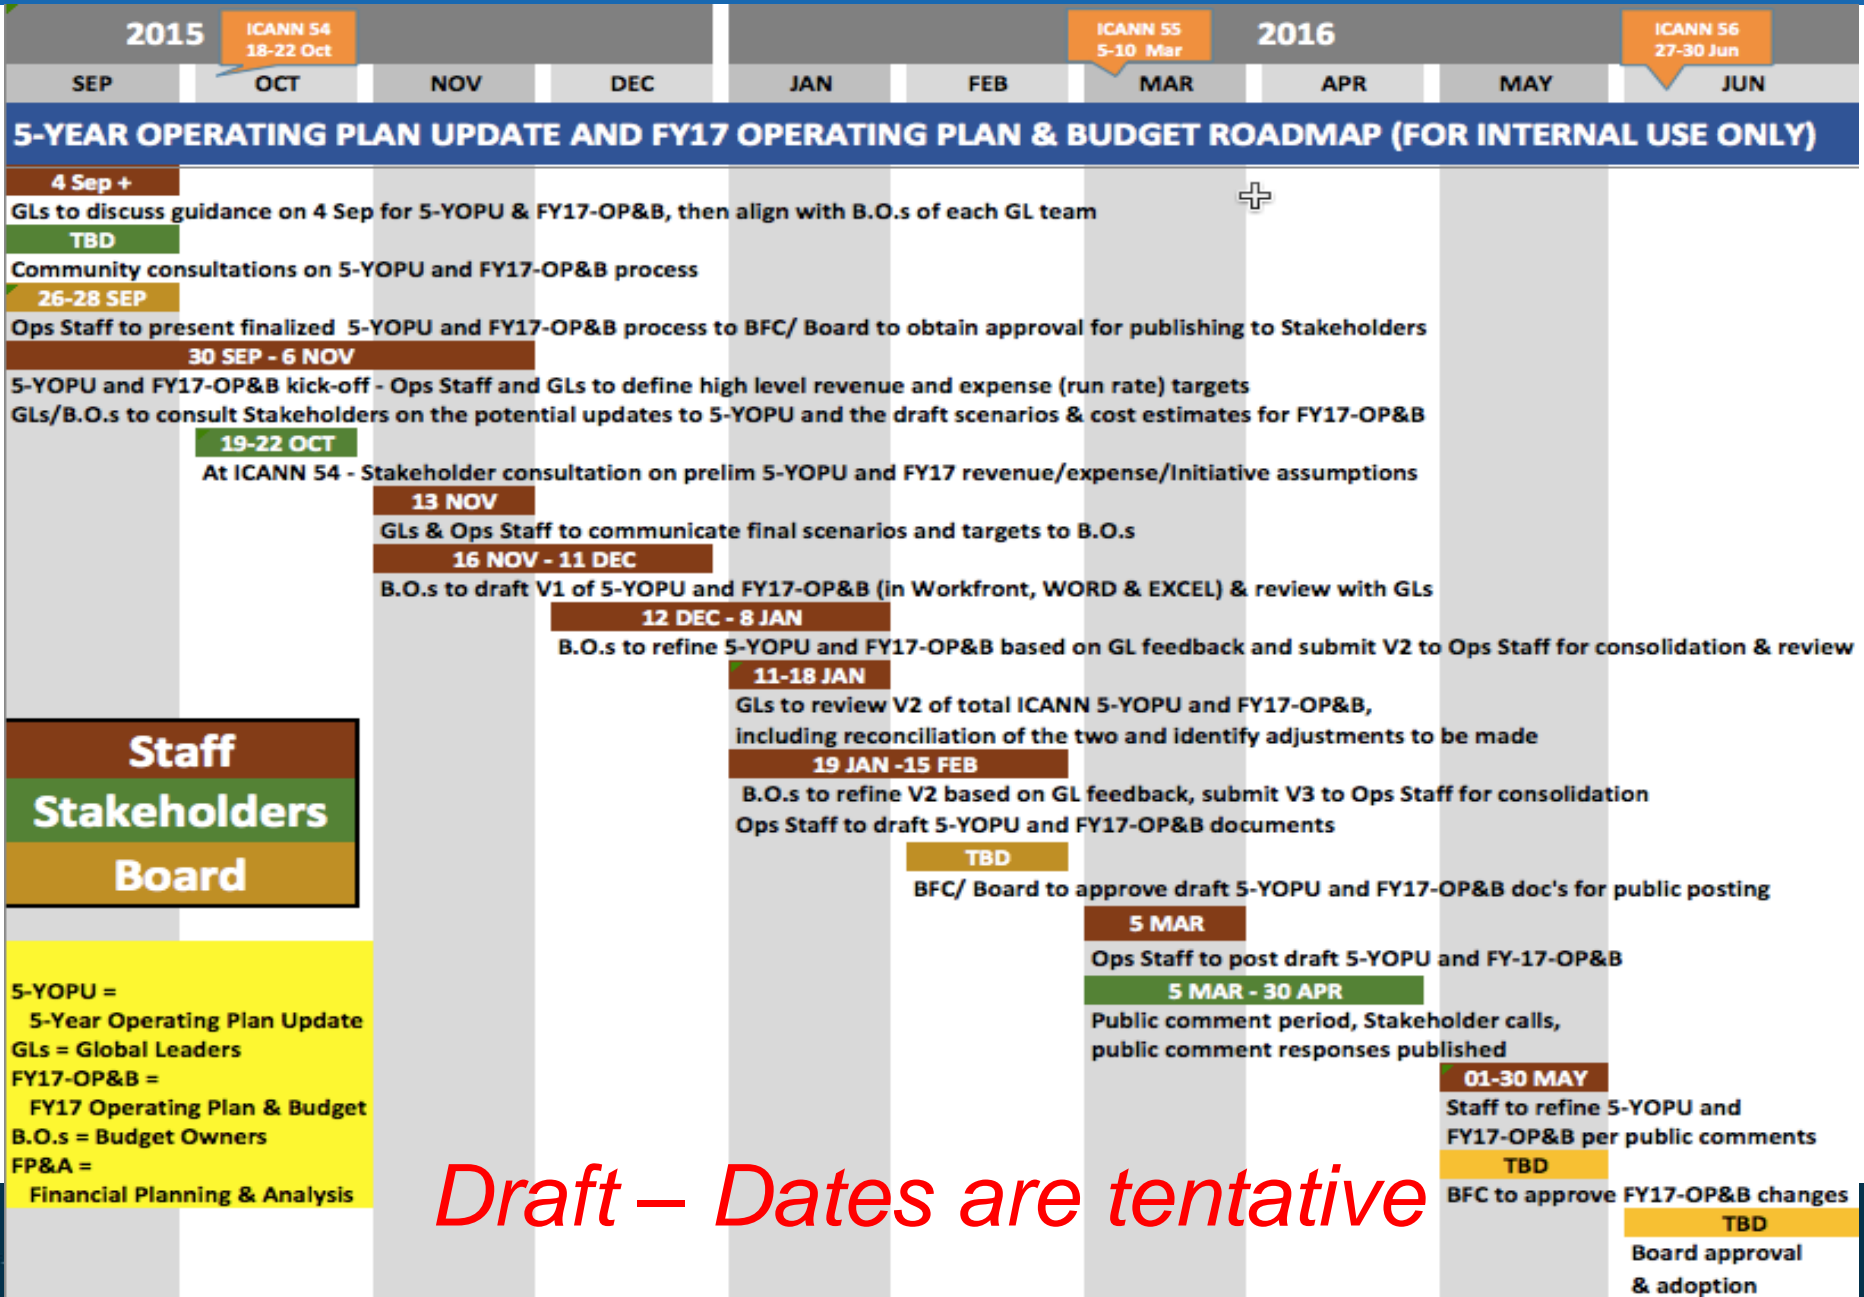 2015
ICANN 54
18-22 Oct
ICANN 55
5-10 Mar
2016
ICANN 56
27-30 Jun
SEP OCT NOV DEC JAN FEB MAR APR MAY JUN
5-YEAR OPERATING PLAN UPDATE AND FY17 OPERATING PLAN & BUDGET ROADMAP (FOR INTERNAL USE ONLY)
4 Sep +
GLs to discuss guidance on 4 Sep for 5-YOPU & FY17-OP&B, then align with B.O.s of each GL team
TBD
Community consultations on 5-YOPU and FY17-OP&B process
26-28 SEP
Ops Staff to present finalized 5-YOPU and FY17-OP&B process to BFC/ Board to obtain approval for publishing to Stakeholders
30 SEP - 6 NOV
5-YOPU and FY17-OP&B kick-off - Ops Staff and GLs to define high level revenue and expense (run rate) targets
GLs/B.O.s to consult Stakeholders on the potential updates to 5-YOPU and the draft scenarios & cost estimates for FY17-OP&B
19-22 OCT
At ICANN 54 - Stakeholder consultation on prelim 5-YOPU and FY17 revenue/expense/Initiative assumptions
13 NOV
GLs & Ops Staff to communicate final scenarios and targets to B.O.s
16 NOV - 11 DEC
B.O.s to draft V1 of 5-YOPU and FY17-OP&B (in Workfront, WORD & EXCEL) & review with GLs
12 DEC - 8 JAN
B.O.s to refine 5-YOPU and FY17-OP&B based on GL feedback and submit V2 to Ops Staff for consolidation & review
11-18 JAN
GLs to review V2 of total ICANN 5-YOPU and FY17-OP&B,
including reconciliation of the two and identify adjustments to be made
19 JAN -15 FEB
B.O.s to refine V2 based on GL feedback, submit V3 to Ops Staff for consolidation
Ops Staff to draft 5-YOPU and FY17-OP&B documents
TBD
BFC/ Board to approve draft 5-YOPU and FY17-OP&B doc's for public posting
5 MAR
Ops Staff to post draft 5-YOPU and FY-17-OP&B
5 MAR - 30 APR
Public comment period, Stakeholder calls,
public comment responses published
01-30 MAY
Staff to refine 5-YOPU and
FY17-OP&B per public comments
TBD
BFC to approve FY17-OP&B changes
TBD
Board approval
& adoption
Staff
Stakeholders
Board
5-YOPU =
5-Year Operating Plan Update
GLs = Global Leaders
FY17-OP&B =
FY17 Operating Plan & Budget
B.O.s = Budget Owners
FP&A =
Financial Planning & Analysis
Draft – Dates are tentative